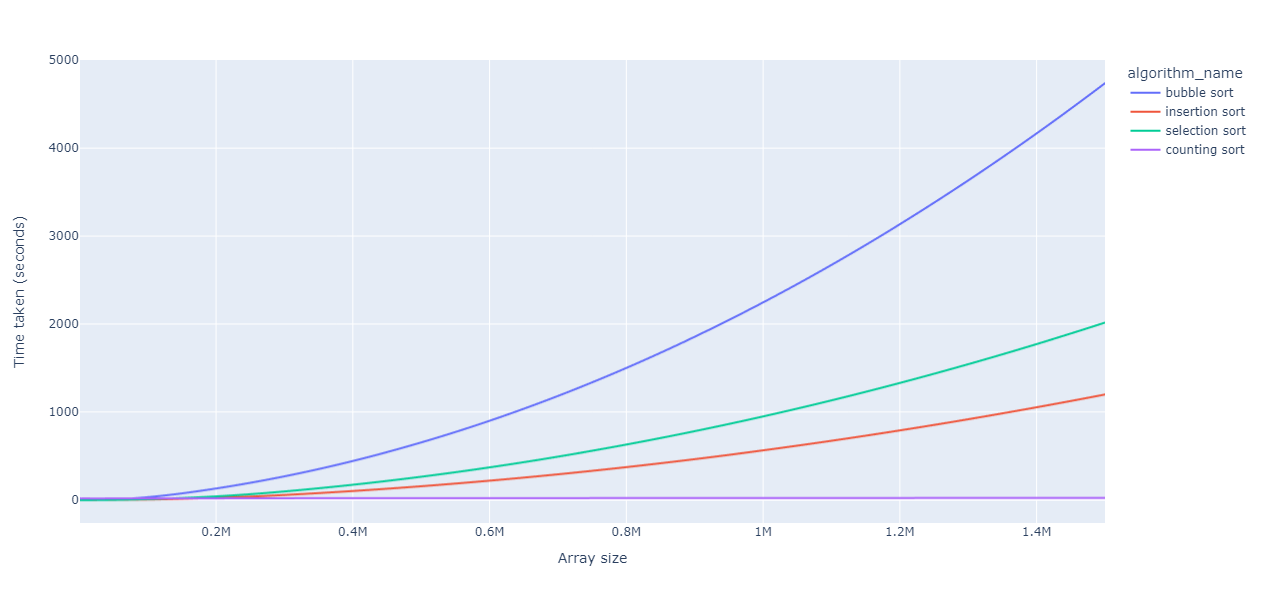 5000
4000
3000
2000
1000
0
Time taken (seconds)
0.2M
0.4M
0.6M
0.8M
1M
1.2M
1.4M
Array size
algorithm_name
bubble sort
insertion sort
selection sort
counting sort